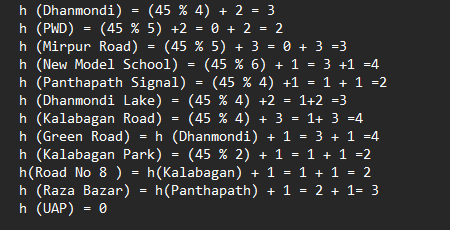 h (Dhanmondi) = (45 % 4) + 2 = 3
h (PWD) = (45 % 5) +2 = 0 + 2 = 2
h (Mirpur Road) = (45 % 5) + 3 = 0 + 3 =3
h (New Model School) = (45 % 6) + 1 = 3 +1 =4
h (Panthapath Signal) = (45 % 4) +1 = 1 + 1 =2
h (Dhanmondi Lake) = (45 % 4) +2 = 1+2 =3
h (Kalabagan Road) = (45 % 4) + 3 = 1+ 3 =4
h (Green Road) = h (Dhanmondi) + 1 = 3 + 1 =4
h (Kalabagan Park) = (45 % 2) + 1 = 1 + 1 =2
h(Road No 8 ) = h(Kalabagan) + 1 = 1 + 1 = 2
h (Raza Bazar) = h(Panthapath) + 1 = 2 + 1= 3
h (UAP) = 0